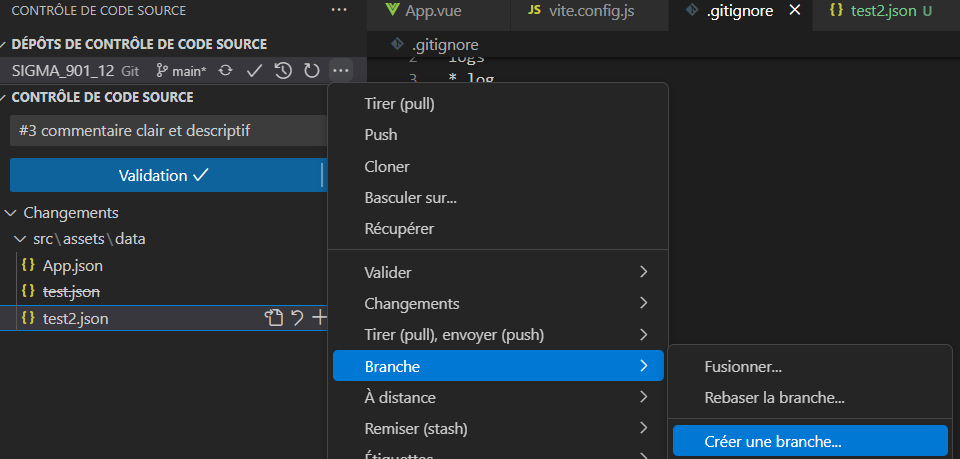 CONTRÔLE DE CODE SOURCE ···
App.vue
JS vite.config.js
.gitignore
{} test2.json U
DÉPÔTS DE CONTRÔLE DE CODE SOURCE
.gitignore
SIGMA_901_12 Git main* ···
2 logs
3 *.log
CONTRÔLE DE CODE SOURCE
#3 commentaire clair et descriptif
Validation
Changements
src\assets\data
{} App.json
{} test.json
{} test2.json
Tirer (pull)
Push
Cloner
Basculer sur...
Récupérer
Valider
Changements
Tirer (pull), envoyer (push)
Branche
À distance
Remiser (stash)
Étiquettes
Fusionner...
Rebaser la branche...
Créer une branche...